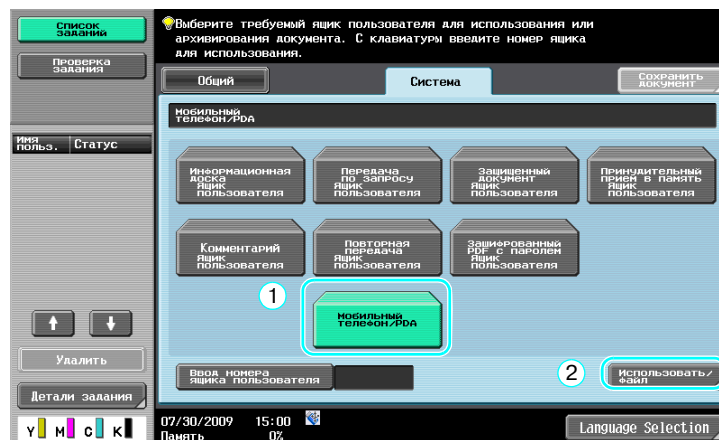 Список
заданий
Проверка
задания
Имя
польз.
Статус
Удалить
Детали задания
Y
M
C
K
Выберите требуемый ящик пользователя для использования или
архивирования документа. С клавиатуры введите номер ящика
для использования.
Общий
Система
Сохранить
документ
Мобильный
телефон/PDA
Информационная
доска
Ящик
пользователя
Передача
по запросу
Ящик
пользователя
Защищенный
документ
Ящик
пользователя
Принудительный
прием в память
Ящик
пользователя
Комментарий
Ящик
пользователя
Повторная
передача
Ящик
пользователя
Зашифрованный
PDF с паролем
Ящик
пользователя
1
Мобильный
телефон/PDA
Ввод номера
ящика пользователя
2
Использовать/
файл
07/30/2009 15:00
Память 0%
Language Selection